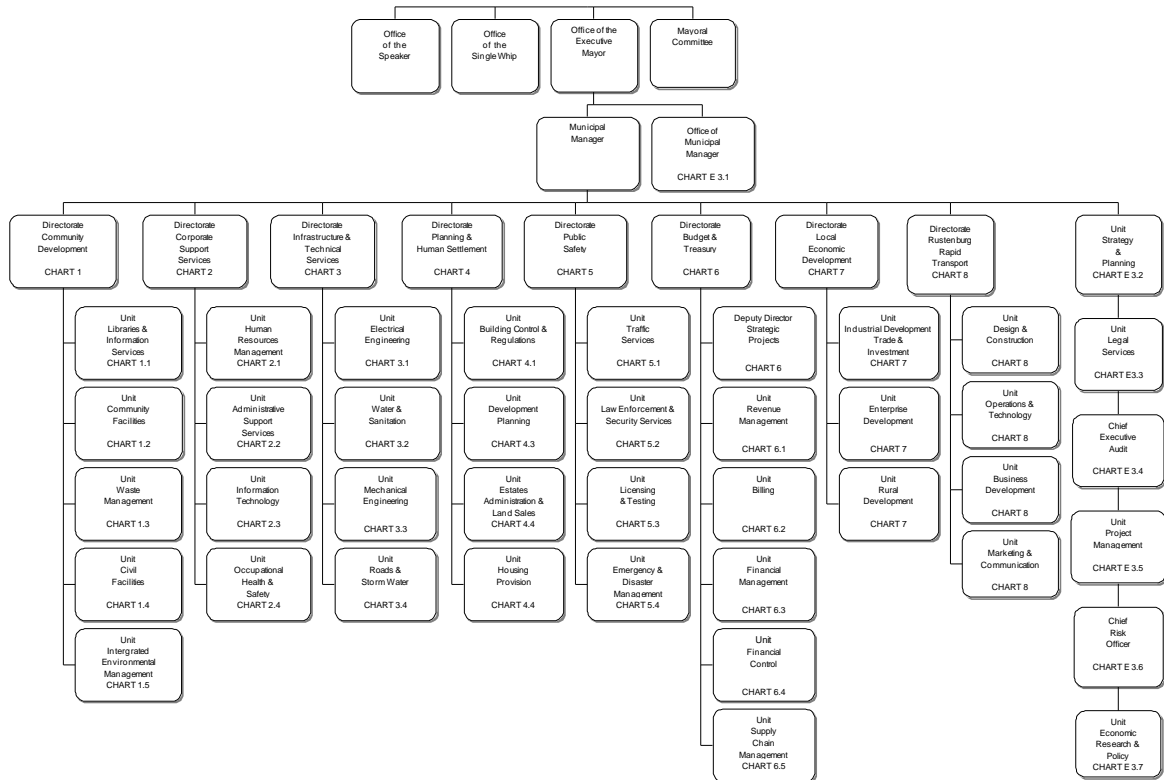 Office
of the
Speaker
Office
of the
Single Whip
Office of the
Executive
Mayor
Mayoral
Committee
Municipal
Manager
Office of
Municipal
Manager
CHART E 3.1
Directorate
Community
Development
CHART 1
Directorate
Corporate
Support
Services
CHART 2
Directorate
Infrastructure &
Technical
Services
CHART 3
Directorate
Planning &
Human Settlement
CHART 4
Directorate
Public
Safety
CHART 5
Directorate
Budget &
Treasury
CHART 6
Directorate
Local
Economic
Development
CHART 7
Directorate
Rustenburg
Rapid
Transport
CHART 8
Unit
Strategy
&
Planning
CHART E 3.2
Unit
Libraries &
Information
Services
CHART 1.1
Unit
Community
Facilities
CHART 1.2
Unit
Waste
Management
CHART 1.3
Unit
Civil
Facilities
CHART 1.4
Unit
Intergrated
Environmental
Management
CHART 1.5
Unit
Human
Resources
Management
CHART 2.1
Unit
Administrative
Support
Services
CHART 2.2
Unit
Information
Technology
CHART 2.3
Unit
Occupational
Health &
Safety
CHART 2.4
Unit
Electrical
Engineering
CHART 3.1
Unit
Water &
Sanitation
CHART 3.2
Unit
Mechanical
Engineering
CHART 3.3
Unit
Roads &
Storm Water
CHART 3.4
Unit
Building Control &
Regulations
CHART 4.1
Unit
Development
Planning
CHART 4.3
Unit
Estates
Administration &
Land Sales
CHART 4.4
Unit
Housing
Provision
CHART 4.4
Unit
Traffic
Services
CHART 5.1
Unit
Law Enforcement &
Security Services
CHART 5.2
Unit
Licensing
& Testing
CHART 5.3
Unit
Emergency &
Disaster
Management
CHART 5.4
Deputy Director
Strategic
Projects
CHART 6
Unit
Revenue
Management
CHART 6.1
Unit
Billing
CHART 6.2
Unit
Financial
Management
CHART 6.3
Unit
Financial
Control
CHART 6.4
Unit
Supply
Chain
Management
CHART 6.5
Unit
Industrial Development
Trade &
Investment
CHART 7
Unit
Enterprise
Development
CHART 7
Unit
Rural
Development
CHART 7
Unit
Design &
Construction
CHART 8
Unit
Operations &
Technology
CHART 8
Unit
Business
Development
CHART 8
Unit
Marketing &
Communication
CHART 8
Unit
Legal
Services
CHART E3.3
Chief
Executive
Audit
CHART E 3.4
Unit
Project
Management
CHART E 3.5
Chief
Risk
Officer
CHART E 3.6
Unit
Economic
Research &
Policy
CHART E 3.7